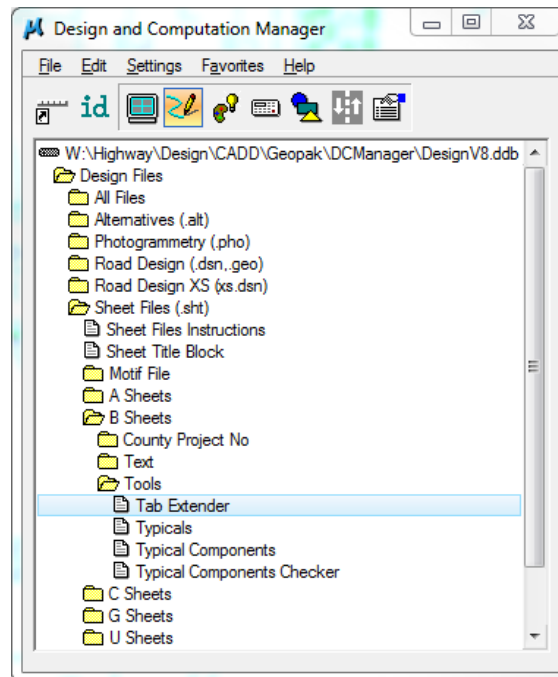 Design and Computation Manager
File Edit Settings Favorites Help
id
W:\Highway\Design\CADD\Geopak\DCManager\DesignV8.ddb
Design Files
All Files
Alternatives (.alt)
Photogrammetry (.pho)
Road Design (.dsn,.geo)
Road Design XS (xs.dsn)
Sheet Files (.sht)
Sheet Files Instructions
Sheet Title Block
Motif File
A Sheets
B Sheets
County Project No
Text
Tools
Tab Extender
Typicals
Typical Components
Typical Components Checker
C Sheets
G Sheets
U Sheets